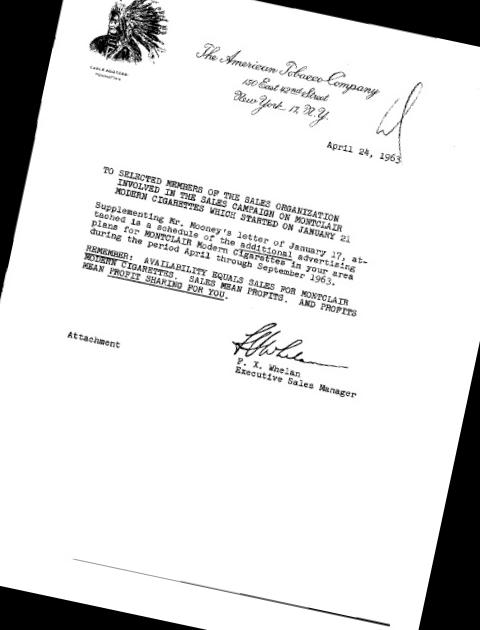 The American Tobacco Company
150 East 42nd Street
New York 17, N.Y.
April 24, 1963
TO SELECTED MEMBERS OF THE SALES ORGANIZATION
INVOLVED IN THE SALES CAMPAIGN ON MONTCLAIR
MODERN CIGARETTES WHICH STARTED ON JANUARY 21
Supplementing Mr. Mooney's letter of January 17, at-
tached is a schedule of the additional advertising
plans for MONTCLAIR Modern Cigarettes in your area
during the period April through September 1963.
REMEMBER: AVAILABILITY EQUALS SALES FOR MONTCLAIR
MODERN CIGARETTES. SALES MEAN PROFITS. AND PROFITS
MEAN PROFIT SHARING FOR YOU.
F. X. Whelan
F. X. Whelan
Executive Sales Manager
Attachment